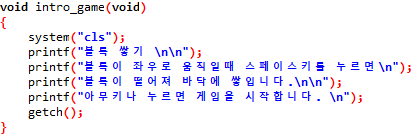 void intro_game(void)
{
system("cls");
printf("블록 쌓기 \n\n");
printf("블록이 좌우로 움직일때 스페이스키를 누르면\n");
printf("블록이 떨어져 바닥에 쌓입니다.\n\n");
printf("아무키나 누르면 게임을 시작합니다. \n");
getch();
}